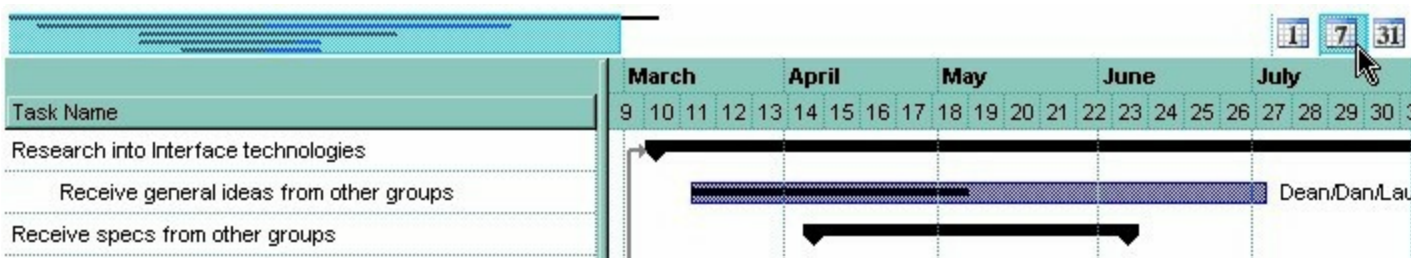 1 7 31
March April May June July
Task Name 9 10 11 12 13 14 15 16 17 18 19 20 21 22 23 24 25 26 27 28 29 30
Research into Interface technologies
Receive general ideas from other groups Dean/Dan/Lau
Receive specs from other groups